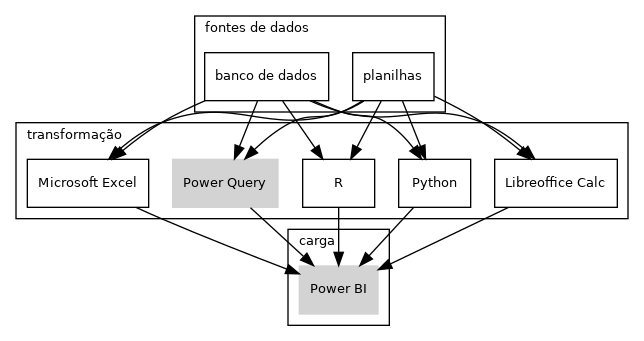 fontes de dados
banco de dados
planilhas
transformação
Microsoft Excel
Power Query
R
Python
Libreoffice Calc
carga
Power BI